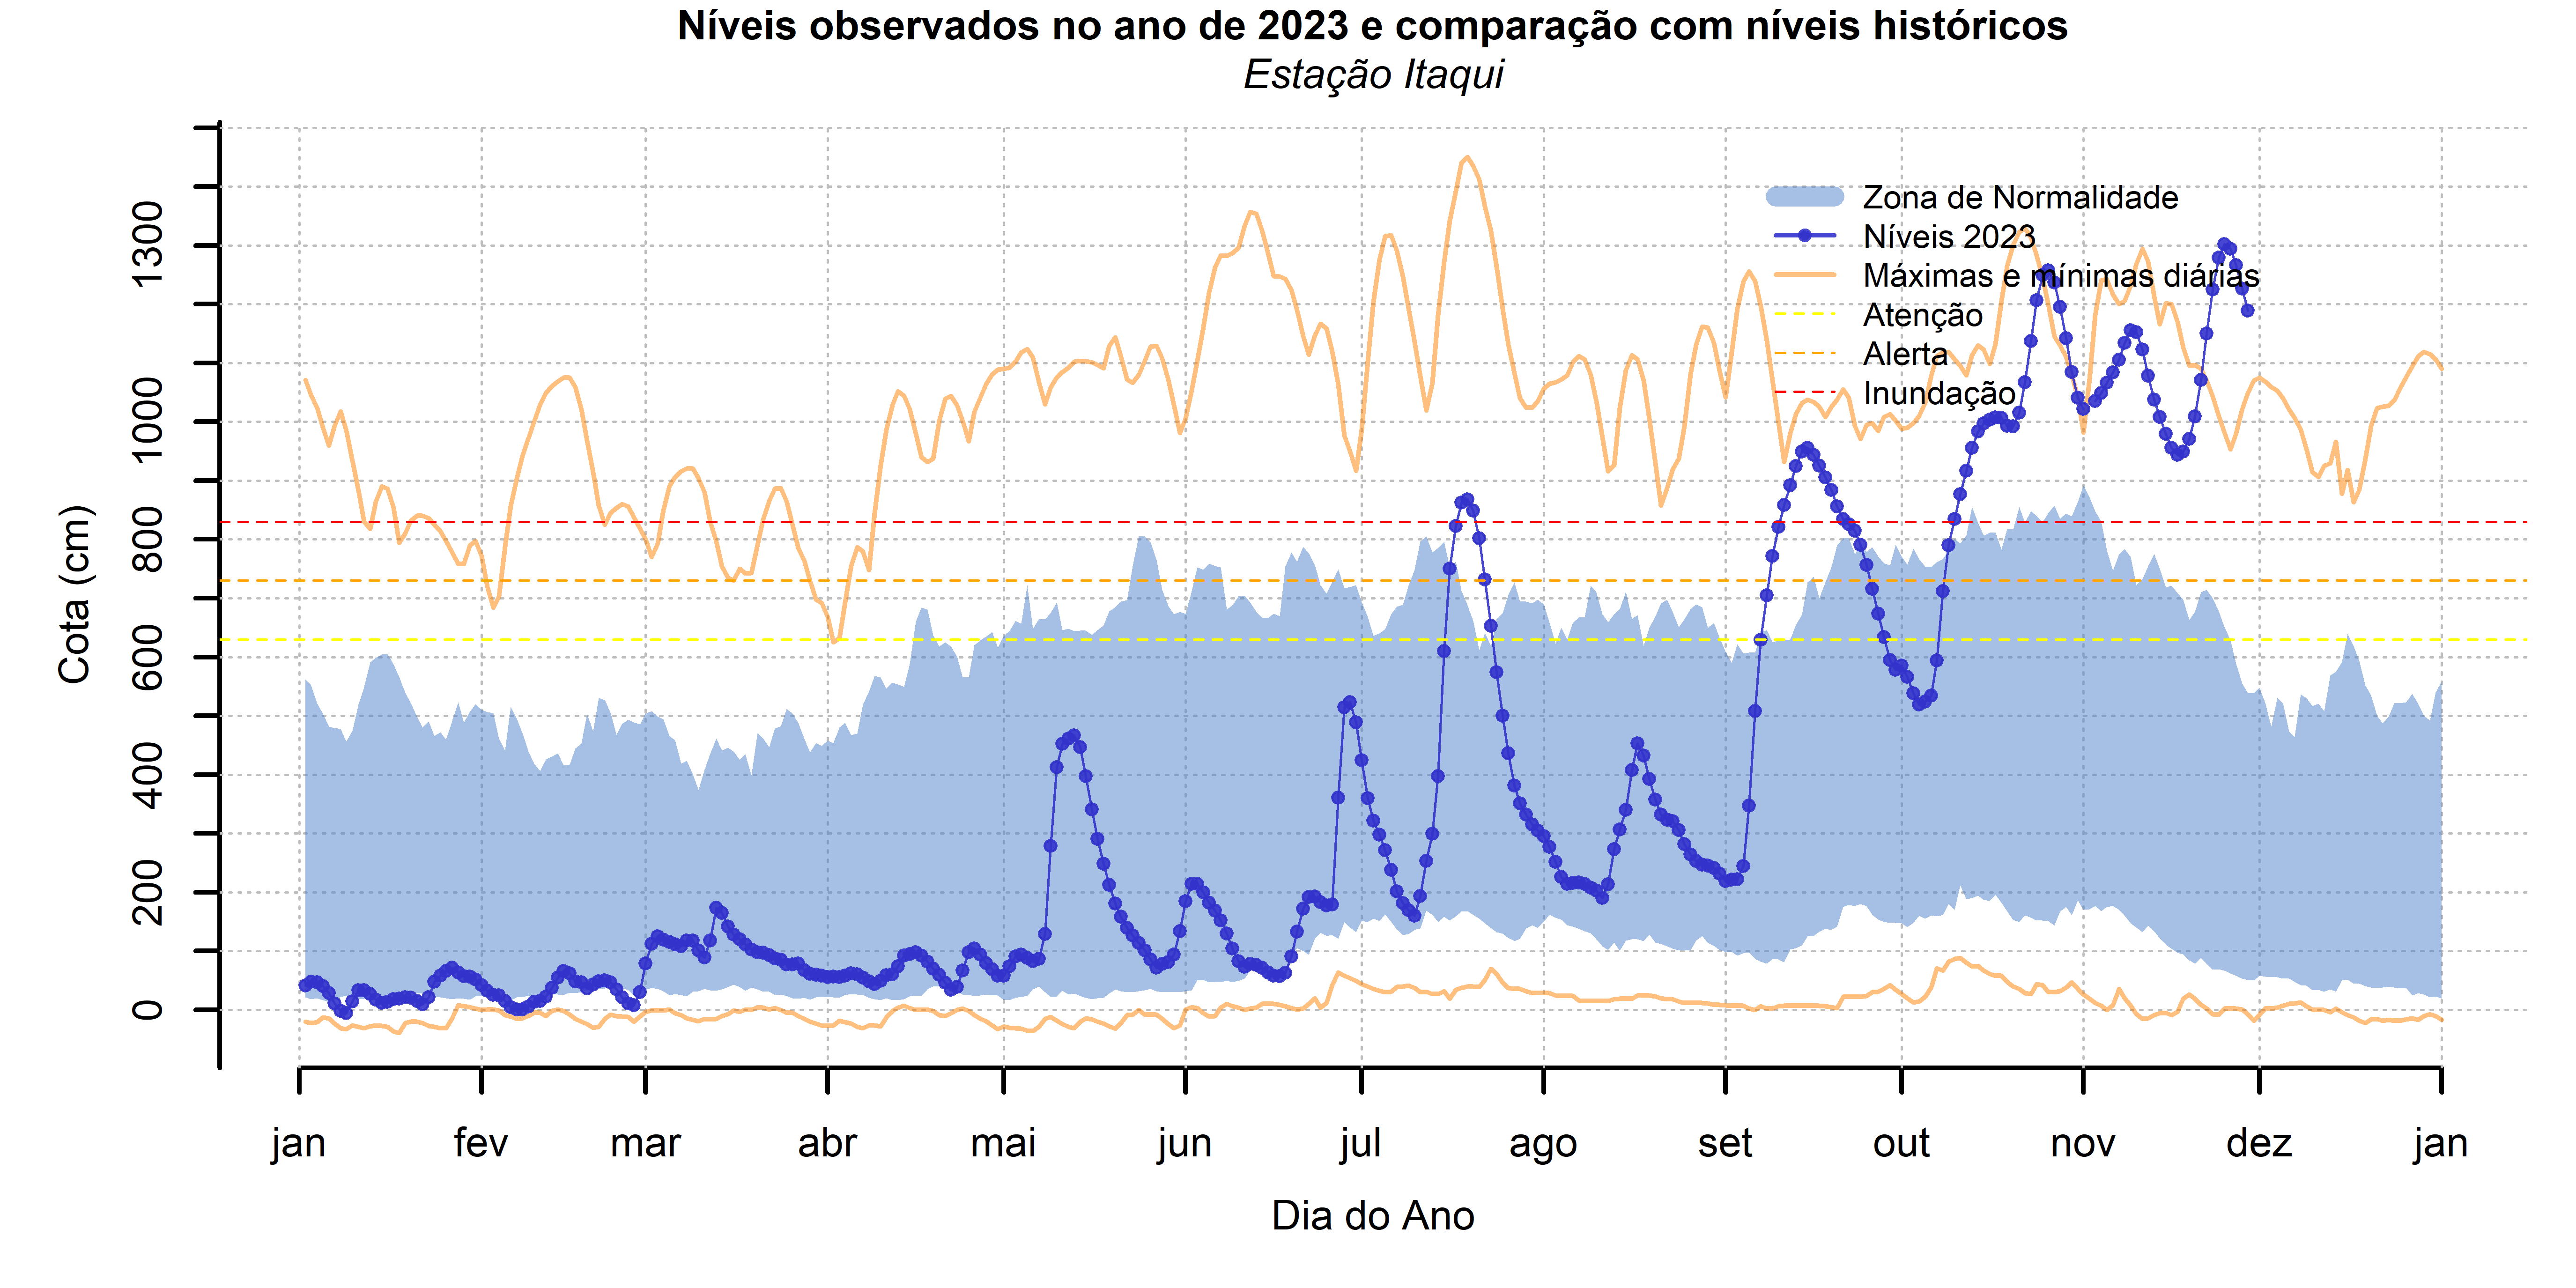 Níveis observados no ano de 2023 e comparação com níveis históricos
Estação Itaqui
Zona de Normalidade
Níveis 2023
Máximas e mínimas diárias
Atenção
Alerta
Inundação
Cota (cm)
1300
1000
800
600
400
200
0
jan fev mar abr mai jun jul ago set out nov dez jan
Dia do Ano